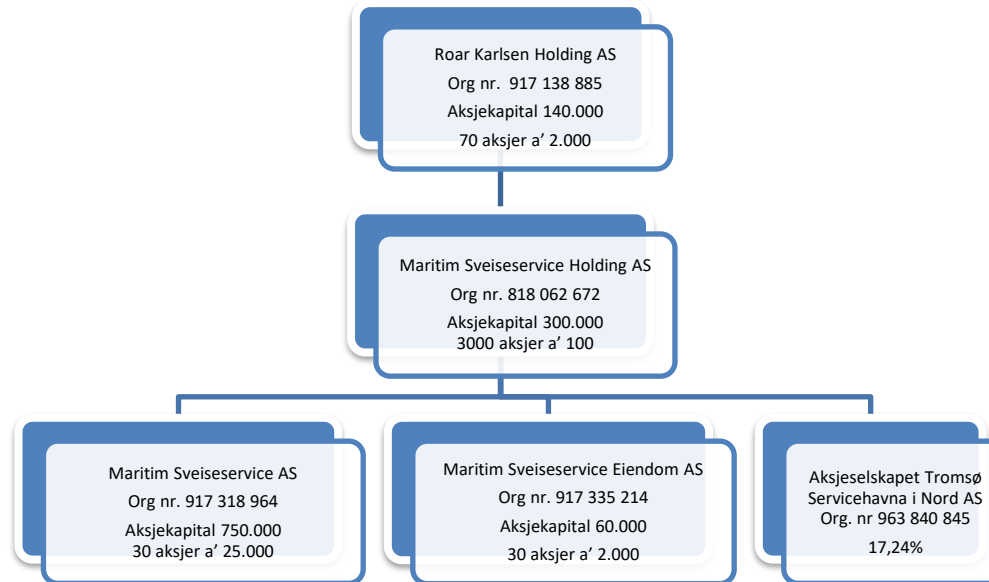 Roar Karlsen Holding AS
Org nr. 917 138 885
Aksjekapital 140.000
70 aksjer a’ 2.000
Maritim Sveiseservice Holding AS
Org nr. 818 062 672
Aksjekapital 300.000
3000 aksjer a’ 100
Maritim Sveiseservice AS
Org nr. 917 318 964
Aksjekapital 750.000
30 aksjer a’ 25.000
Maritim Sveiseservice Eiendom AS
Org nr. 917 335 214
Aksjekapital 60.000
30 aksjer a’ 2.000
Aksjeselskapet Tromsø
Servicehavna i Nord AS
Org. nr 963 840 845
17,24%